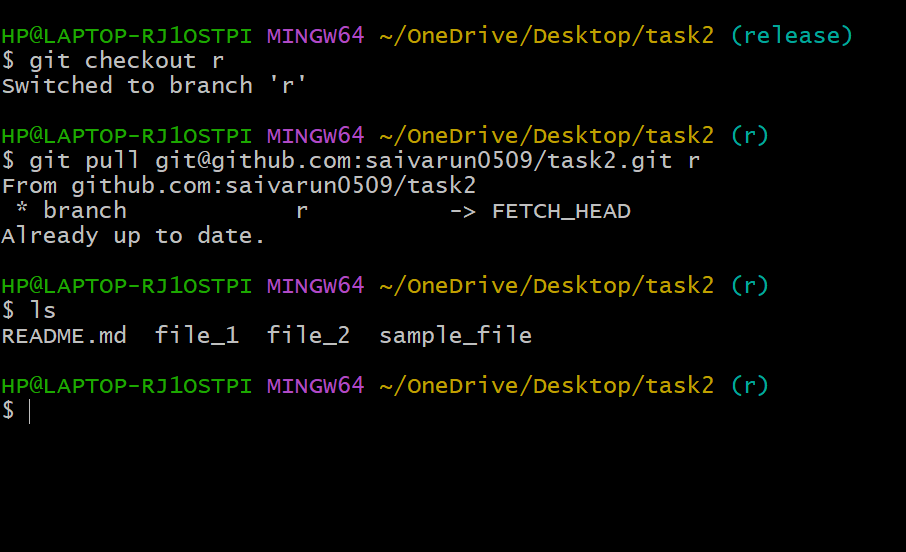 HP@LAPTOP-RJ1OSTPI MINGW64 ~/OneDrive/Desktop/task2 (release)
$ git checkout r
Switched to branch 'r'
HP@LAPTOP-RJ1OSTPI MINGW64 ~/OneDrive/Desktop/task2 (r)
$ git pull git@github.com:saivarun0509/task2.git r
From github.com:saivarun0509/task2
 * branch            r          -> FETCH_HEAD
Already up to date.
HP@LAPTOP-RJ1OSTPI MINGW64 ~/OneDrive/Desktop/task2 (r)
$ ls
README.md  file_1  file_2  sample_file
HP@LAPTOP-RJ1OSTPI MINGW64 ~/OneDrive/Desktop/task2 (r)
$